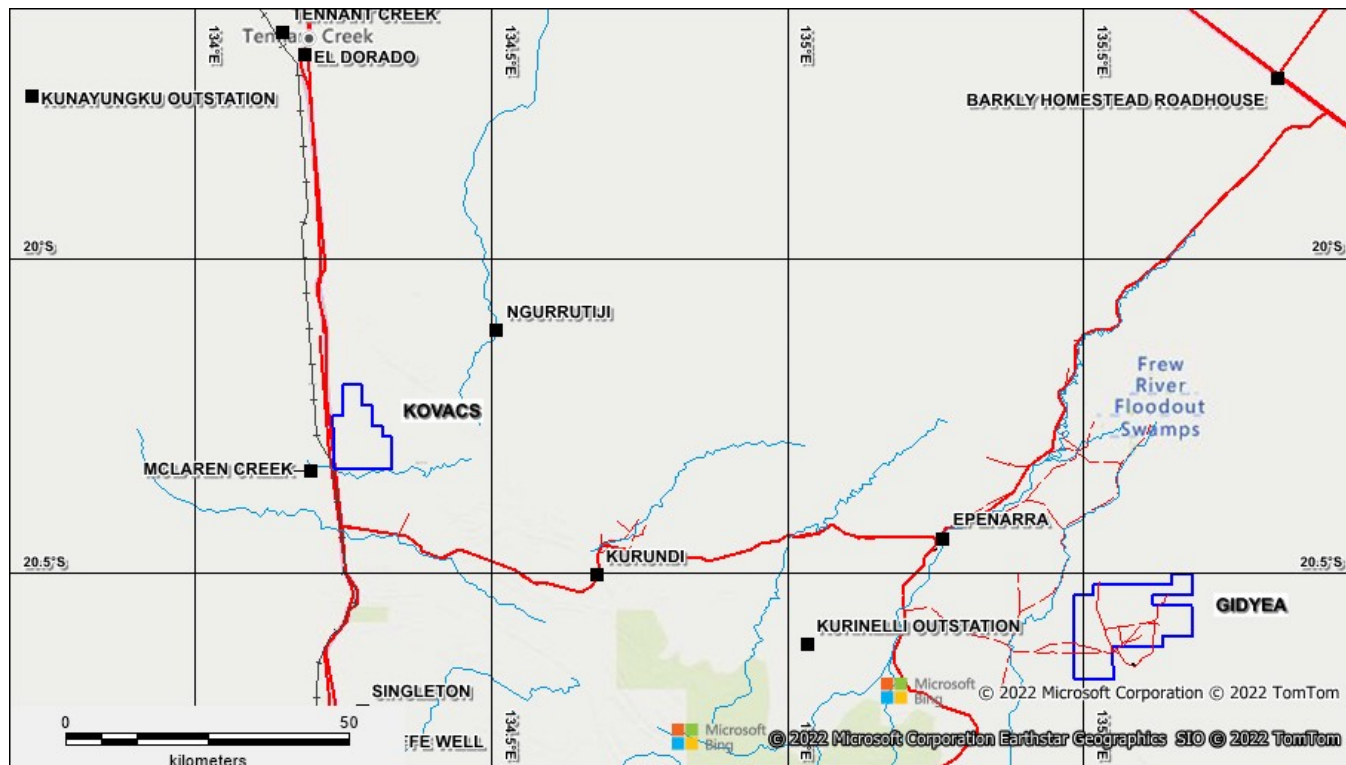 TENNANT CREEK
Tennant Creek
EL DORADO
KUNAYUNGKU OUTSTATION
134°E
134.5°E
135°E
135.5°E
BARKLY HOMESTEAD ROADHOUSE
20°S
20°S
NGURRUTIJI
Frew
River
Floodout
Swamps
KOVACS
MCLAREN CREEK
EPENARRA
KURUNDI
20.5°S
20.5°S
GIDYEA
KURINELLI OUTSTATION
SINGLETON
Microsoft
Bing
© 2022 Microsoft Corporation © 2022 TomTom
0
50
kilometers
FE WELL
134.5°E
Microsoft
Bing
© 2022 Microsoft Corporation Earthstar Geographics SIO © 2022 TomTom